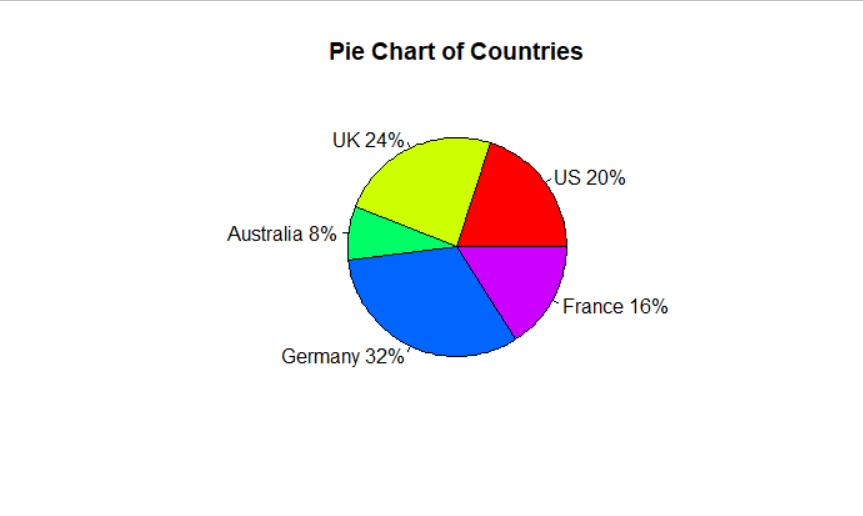 Pie Chart of Countries
UK 24%
US 20%
Australia 8%
France 16%
Germany 32%